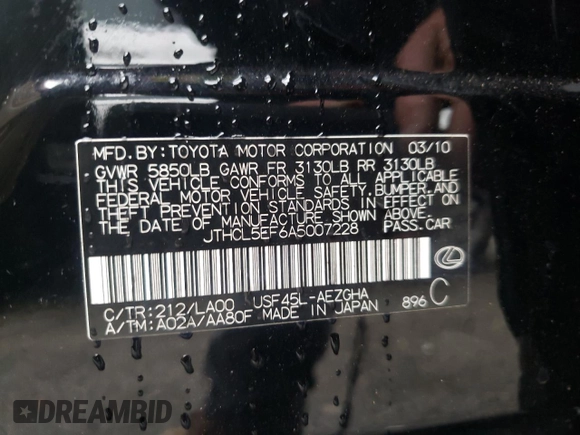 MFD.BY:TOYOTA MOTOR CORPORATION 03/10
GVWR 5850LB GAWR FR 3130LB RR 3130LB
THIS VEHICLE CONFORMS TO ALL APPLICABLE
FEDERAL MOTOR VEHICLE SAFETY, BUMPER, AND
THEFT PREVENTION STANDARDS IN EFFECT ON
THE DATE OF MANUFACTURE SHOWN ABOVE.
JTHCL5EF6A5007228 PASS.CAR
C/TR:212/LA00 USF45L-AEZGHA
A/TM:A02A/AA80F MADE IN JAPAN 896 C
DREAMBID